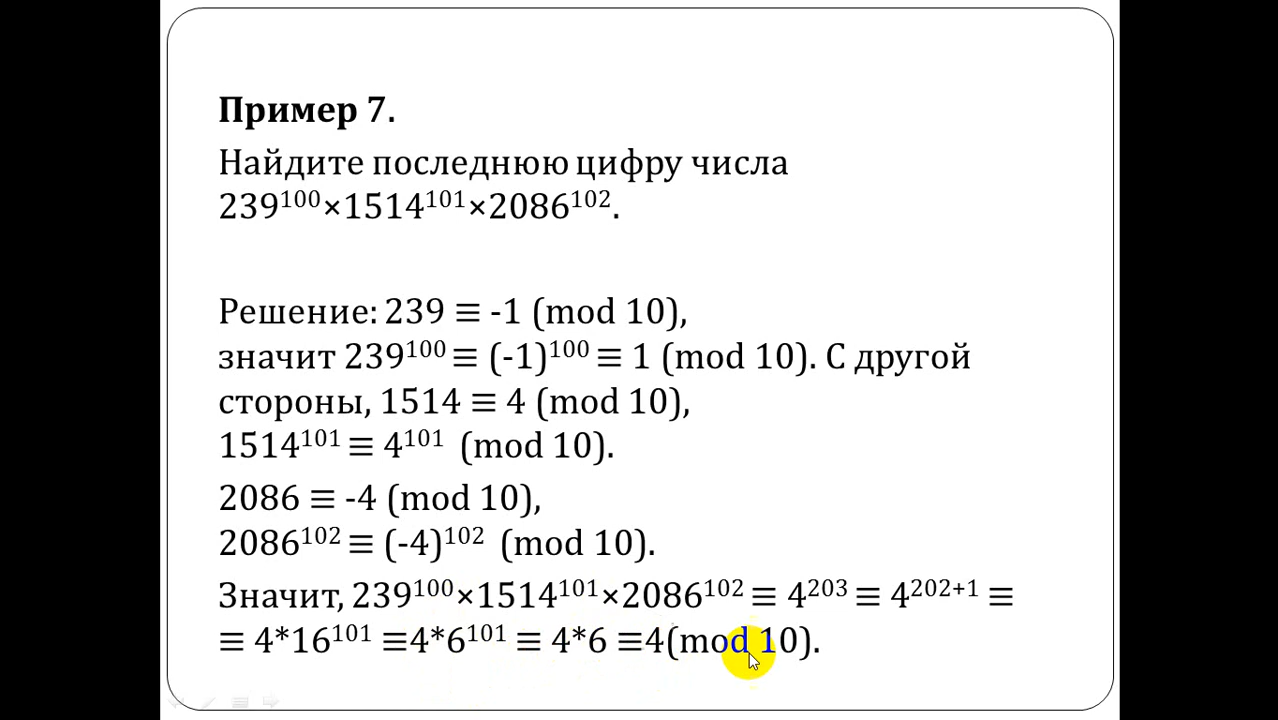 Пример 7.
Найдите последнюю цифру числа
239¹⁰⁰×1514¹⁰¹×2086¹⁰².
Решение: 239 ≡ -1 (mod 10),
значит 239¹⁰⁰ ≡ (-1)¹⁰⁰ ≡ 1 (mod 10). С другой
стороны, 1514 ≡ 4 (mod 10),
1514¹⁰¹ ≡ 4¹⁰¹ (mod 10).
2086 ≡ -4 (mod 10),
2086¹⁰² ≡ (-4)¹⁰² (mod 10).
Значит, 239¹⁰⁰×1514¹⁰¹×2086¹⁰² ≡ 4²⁰³ ≡ 4²⁰²⁺¹ ≡
≡ 4*16¹⁰¹ ≡4*6¹⁰¹ ≡ 4*6 ≡4(mod 10).